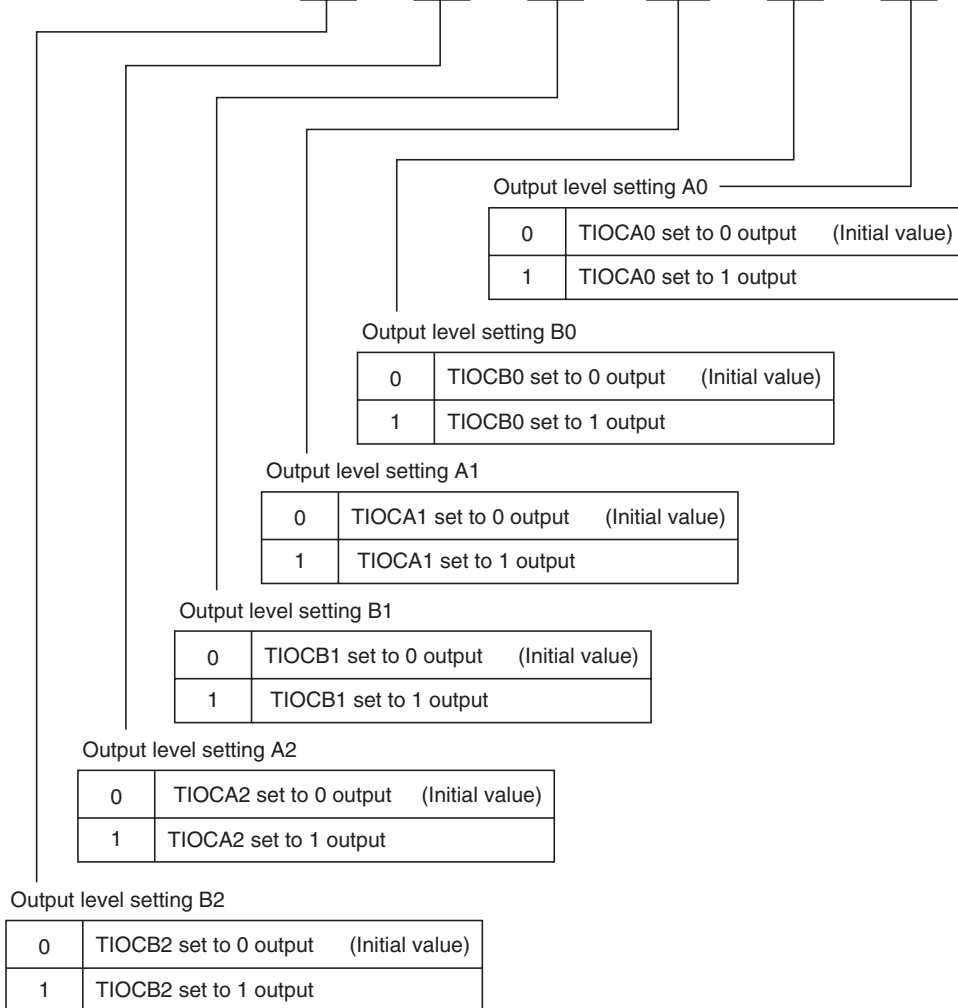 Output level setting A0
0 TIOCA0 set to 0 output (Initial value)
1 TIOCA0 set to 1 output
Output level setting B0
0 TIOCB0 set to 0 output (Initial value)
1 TIOCB0 set to 1 output
Output level setting A1
0 TIOCA1 set to 0 output (Initial value)
1 TIOCA1 set to 1 output
Output level setting B1
0 TIOCB1 set to 0 output (Initial value)
1 TIOCB1 set to 1 output
Output level setting A2
0 TIOCA2 set to 0 output (Initial value)
1 TIOCA2 set to 1 output
Output level setting B2
0 TIOCB2 set to 0 output (Initial value)
1 TIOCB2 set to 1 output